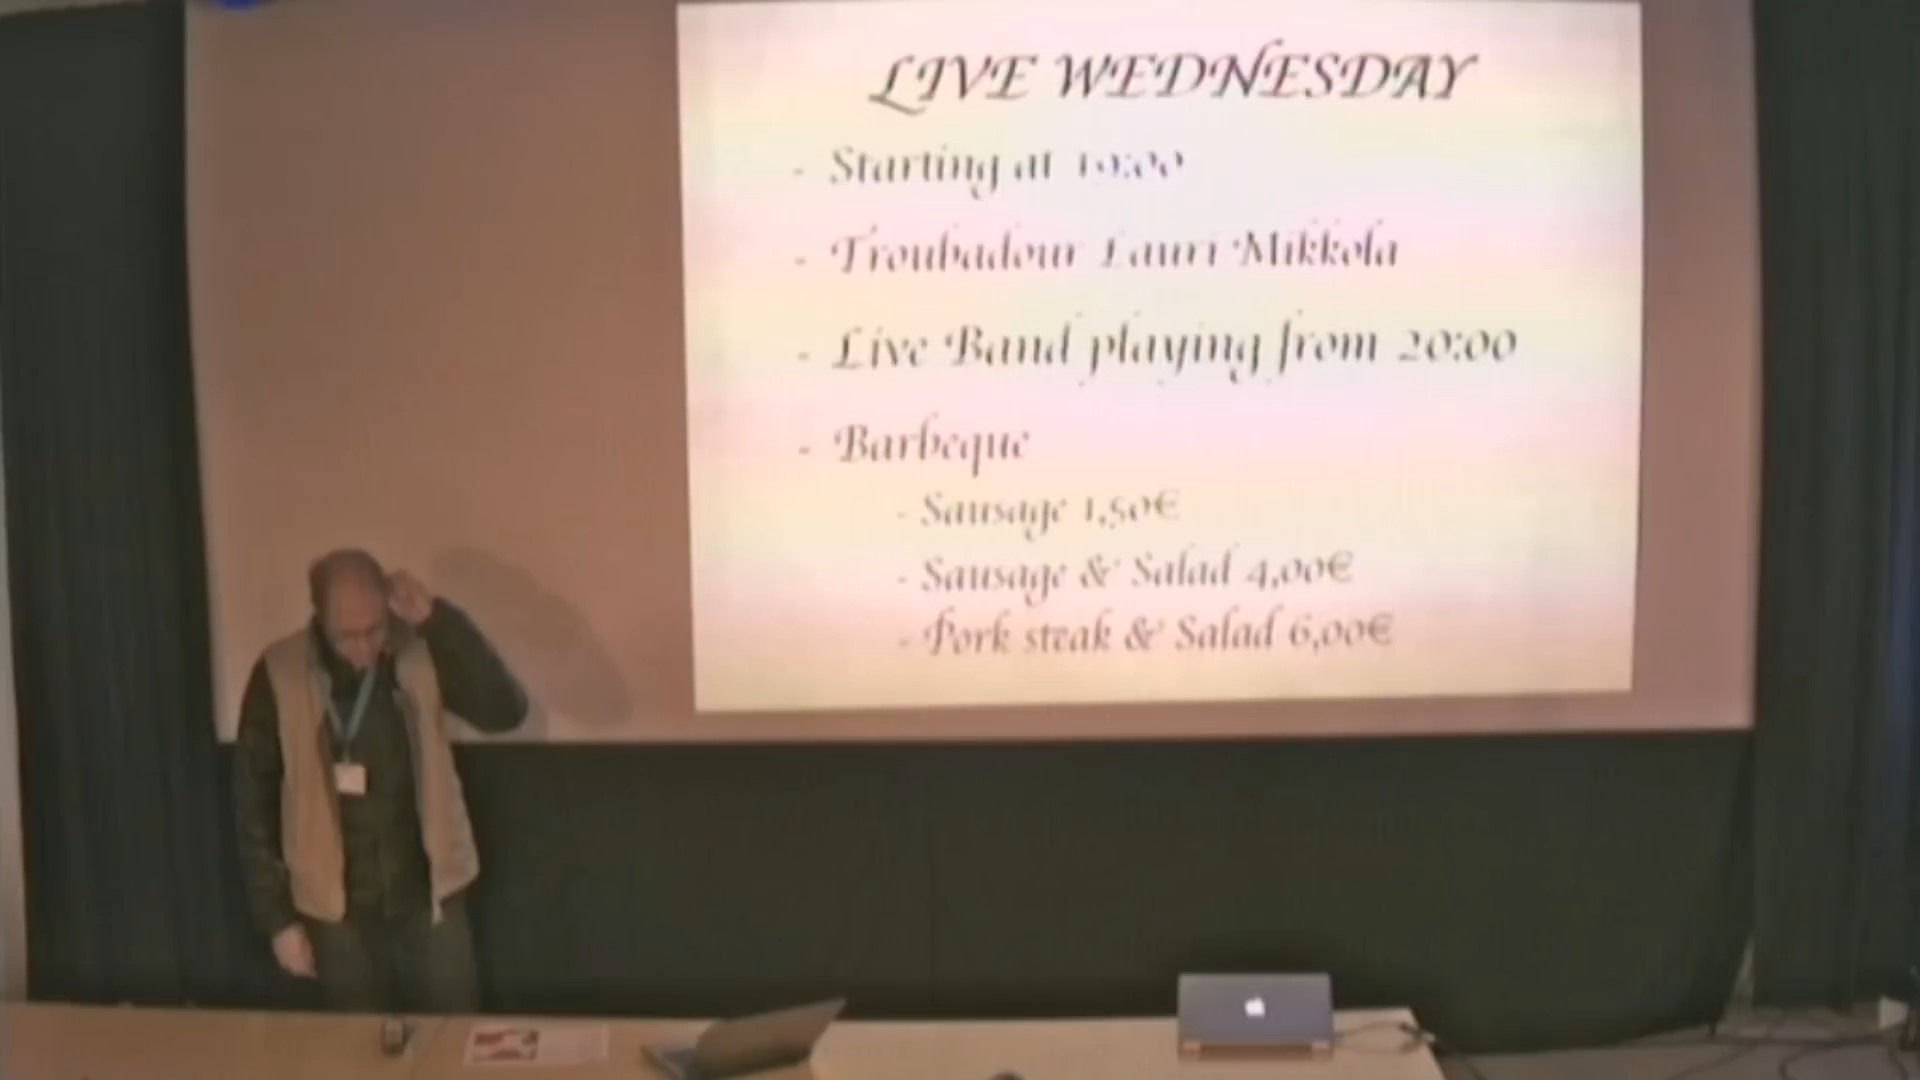 LIVE WEDNESDAY
- Starting at 19:00
- Troubadour Lauri Mikkola
- Live Band playing from 20:00
- Barbeque
- Sausage 1,50€
- Sausage & Salad 4,00€
- Pork steak & Salad 6,00€